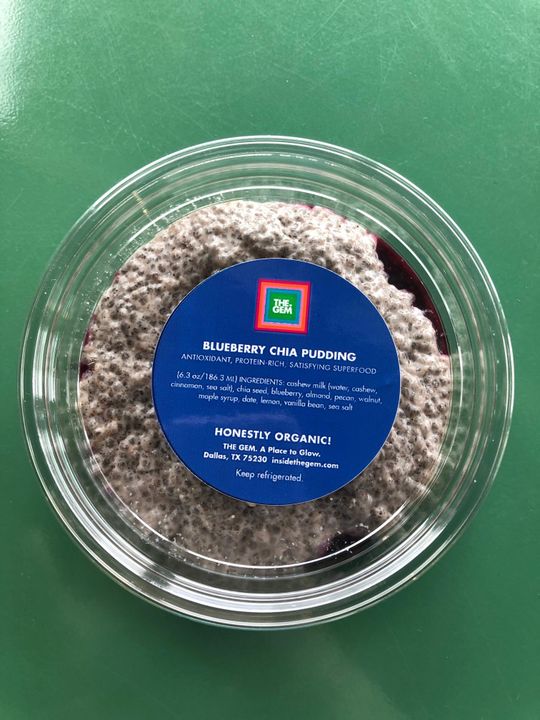 THE
GEM
BLUEBERRY CHIA PUDDING
ANTIOXIDANT, PROTEIN-RICH, SATISFYING SUPERFOOD
(6.3 oz/186.3 ML) INGREDIENTS: cashew milk (water, cashew,
cinnamon, sea salt), chia seed, blueberry, almond, pecan, walnut,
maple syrup, date, lemon, vanilla bean, sea salt
HONESTLY ORGANIC!
THE GEM. A Place to Glow.
Dallas, TX 75230 insidethegem.com
Keep refrigerated.